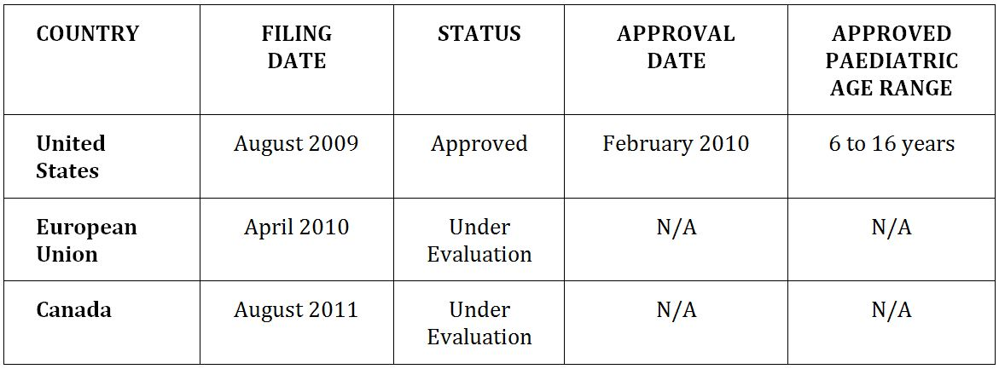 COUNTRY
FILING
DATE
STATUS
APPROVAL
DATE
APPROVED
PAEDIATRIC
AGE RANGE
United
States
August 2009
Approved
February 2010
6 to 16 years
European
Union
April 2010
Under
Evaluation
N/A
N/A
Canada
August 2011
Under
Evaluation
N/A
N/A